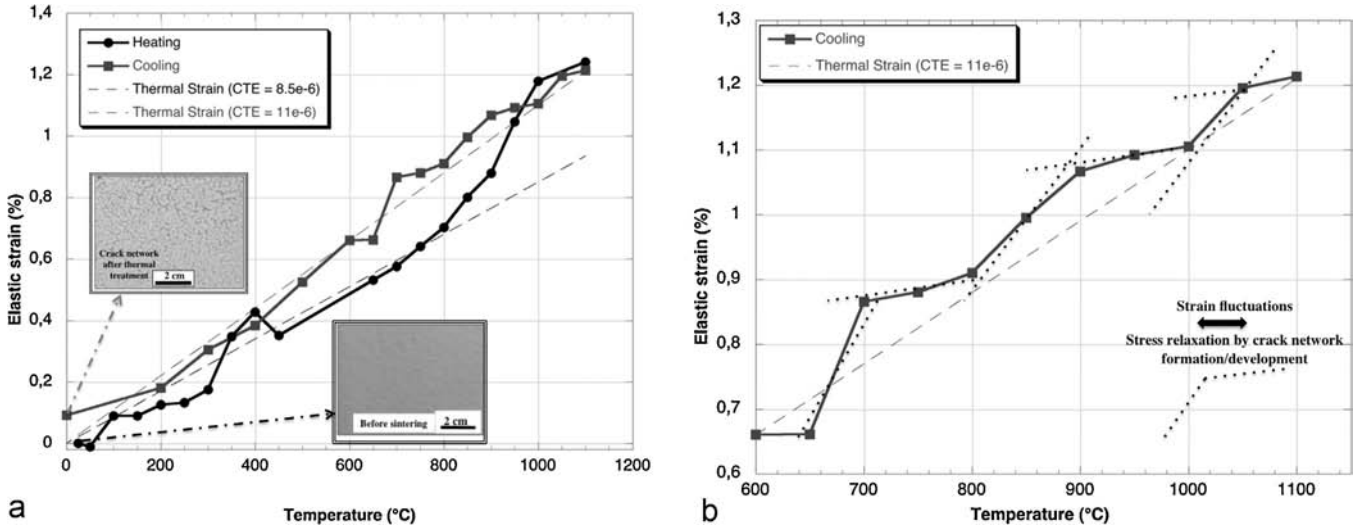 1,4
1,2
1
0,8
0,6
0,4
0,2
0
Elastic strain (%)
Heating
Cooling
Thermal Strain (CTE = 8.5e-6)
Thermal Strain (CTE = 11e-6)
Crack network
after thermal
treatment
2 cm
Before sintering
2 cm
0
200
400
600
800
1000
1200
Temperature (°C)
a
1,3
1,2
1,1
1
0,9
0,8
0,7
0,6
Elastic strain (%)
Cooling
Thermal Strain (CTE = 11e-6)
Strain fluctuations
Stress relaxation by crack network
formation/development
600
700
800
900
1000
1100
Temperature (°C)
b